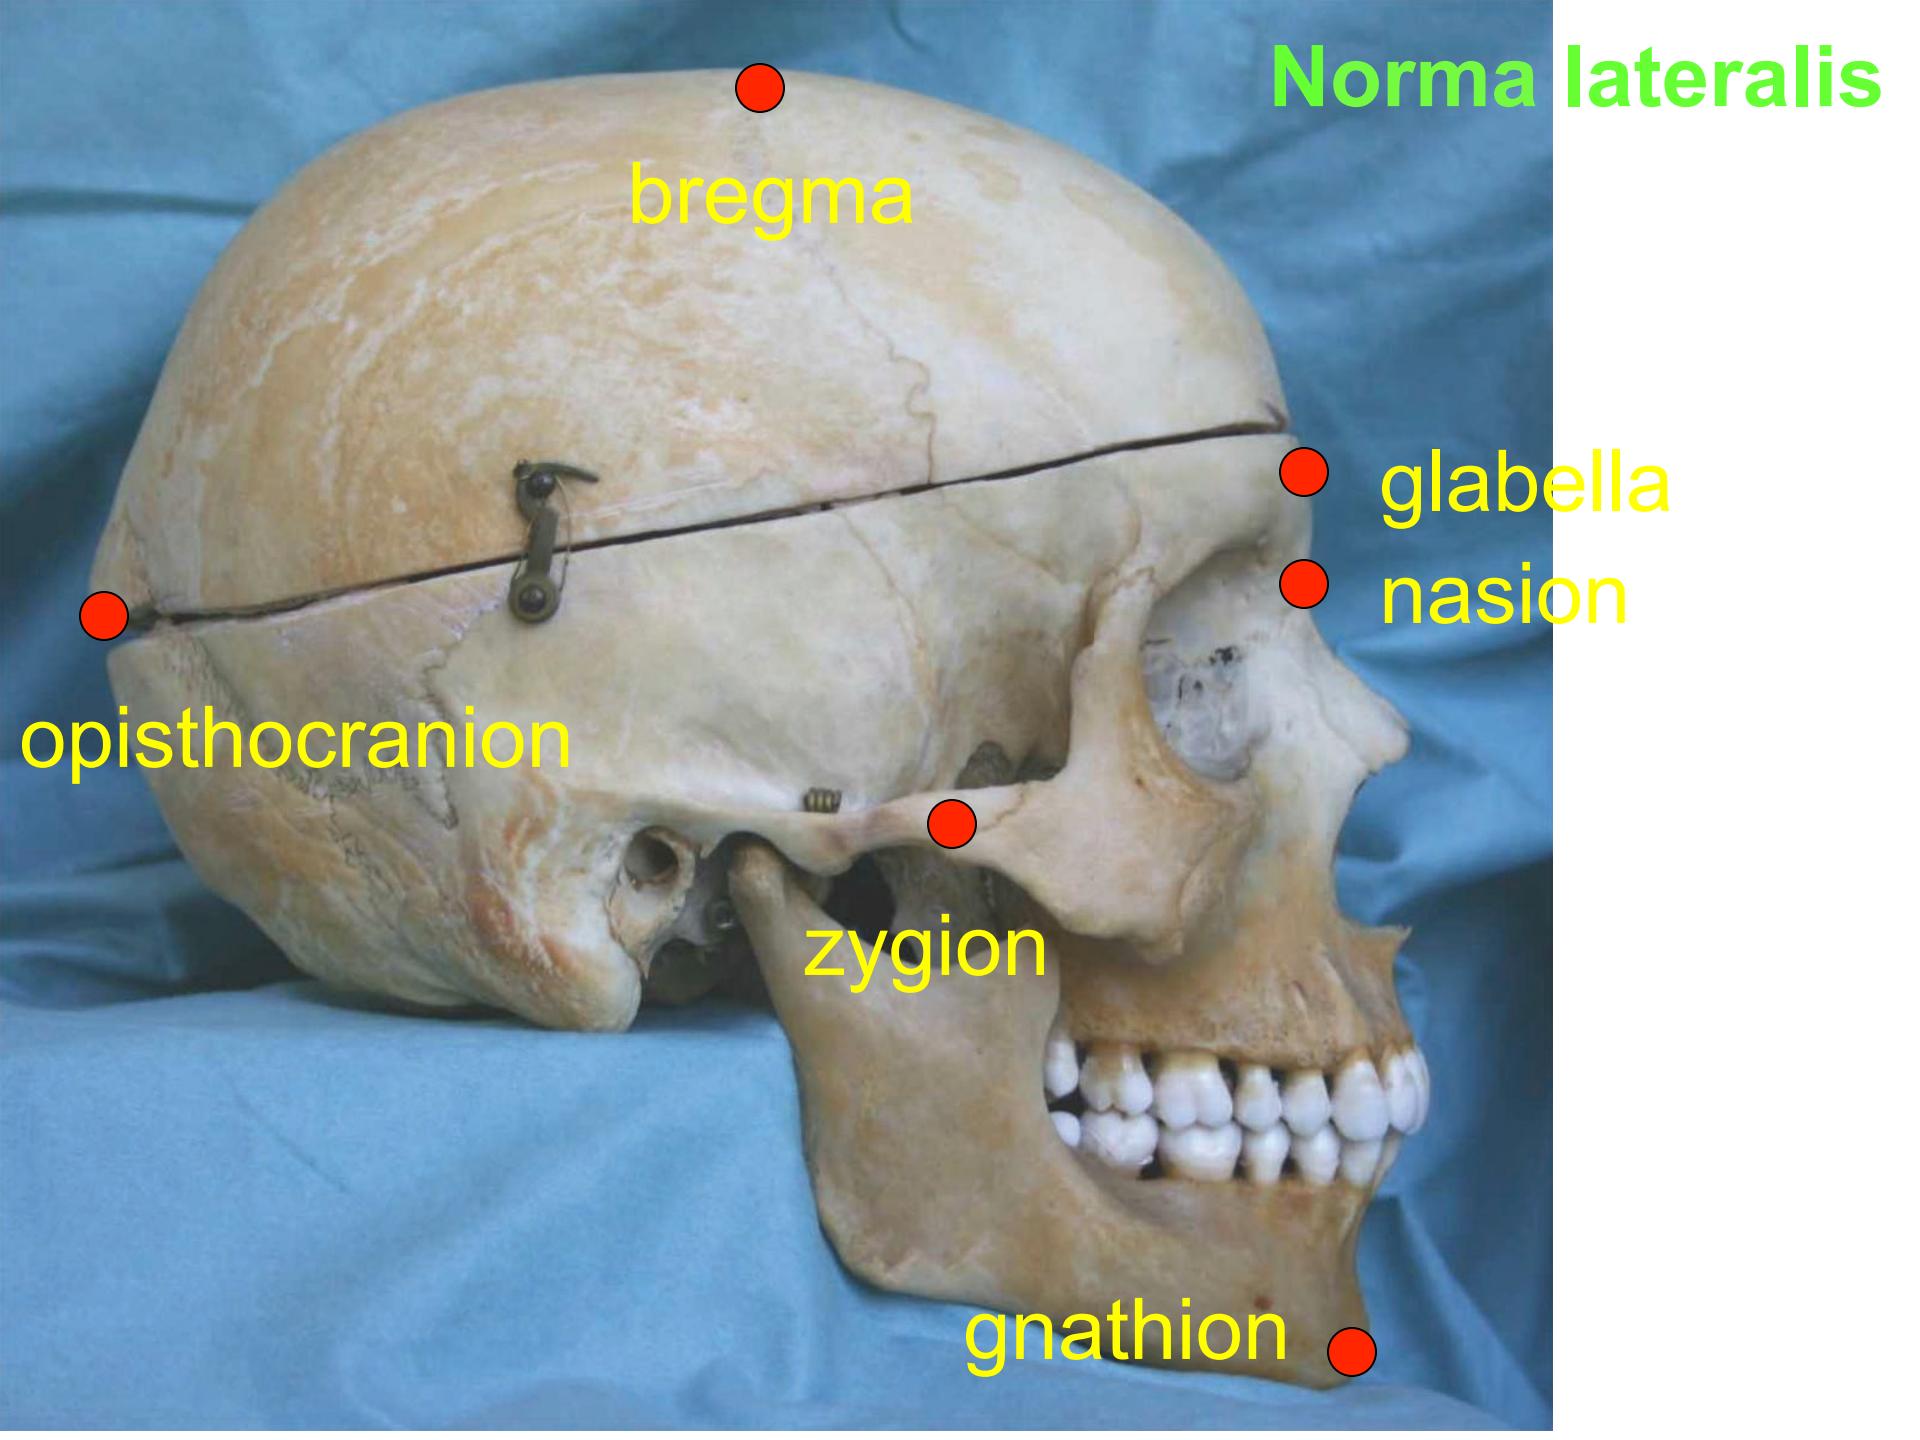 Norma lateralis
bregma
glabella
nasion
opisthocranion
zygion
gnathion